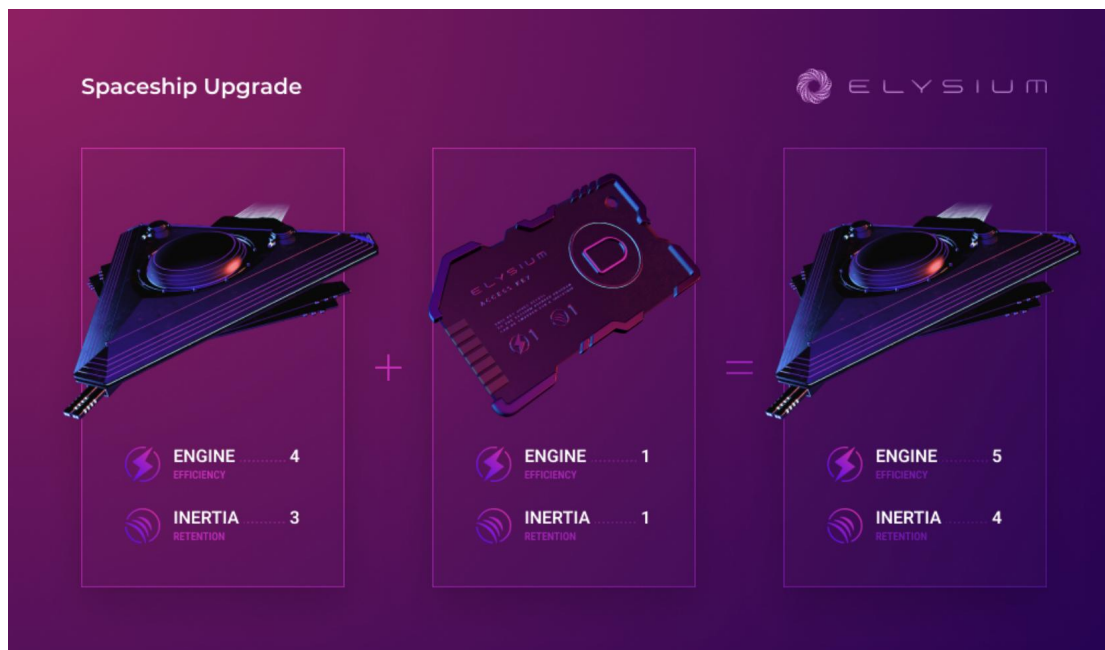 Spaceship Upgrade
ELYSIUM
ELYSIUM
ACCESS KEY
1 1
+
=
ENGINE 4
EFFICIENCY
INERTIA 3
RETENTION
ENGINE 1
EFFICIENCY
INERTIA 1
RETENTION
ENGINE 5
EFFICIENCY
INERTIA 4
RETENTION